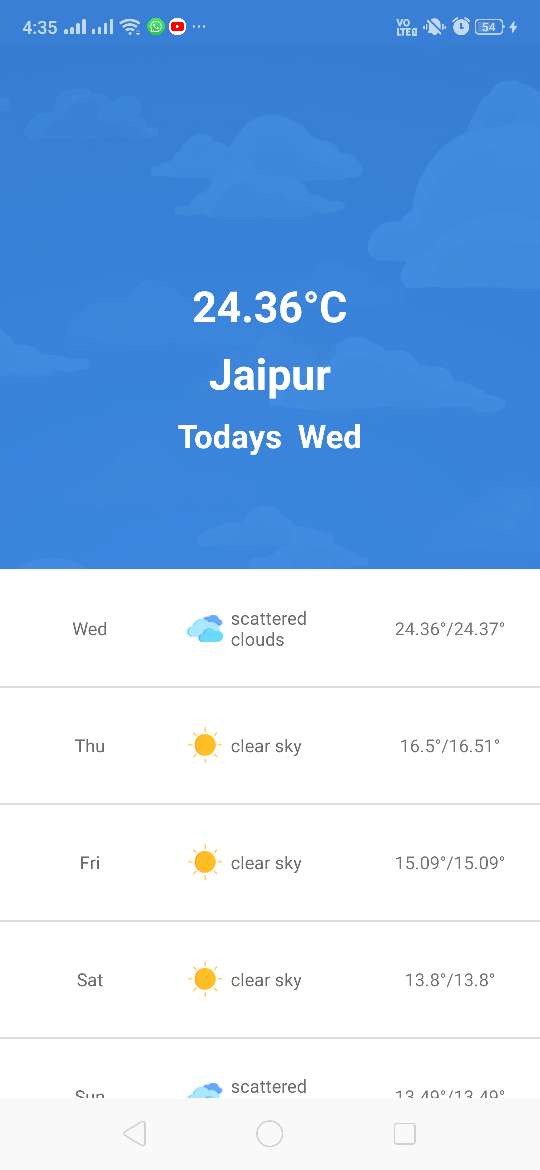 4:35
VO
LTE
54
24.36°C
Jaipur
Todays Wed
Wed
scattered
clouds
24.36°/24.37°
Thu
clear sky
16.5°/16.51°
Fri
clear sky
15.09°/15.09°
Sat
clear sky
13.8°/13.8°
Sun
scattered
13.49°/13.49°